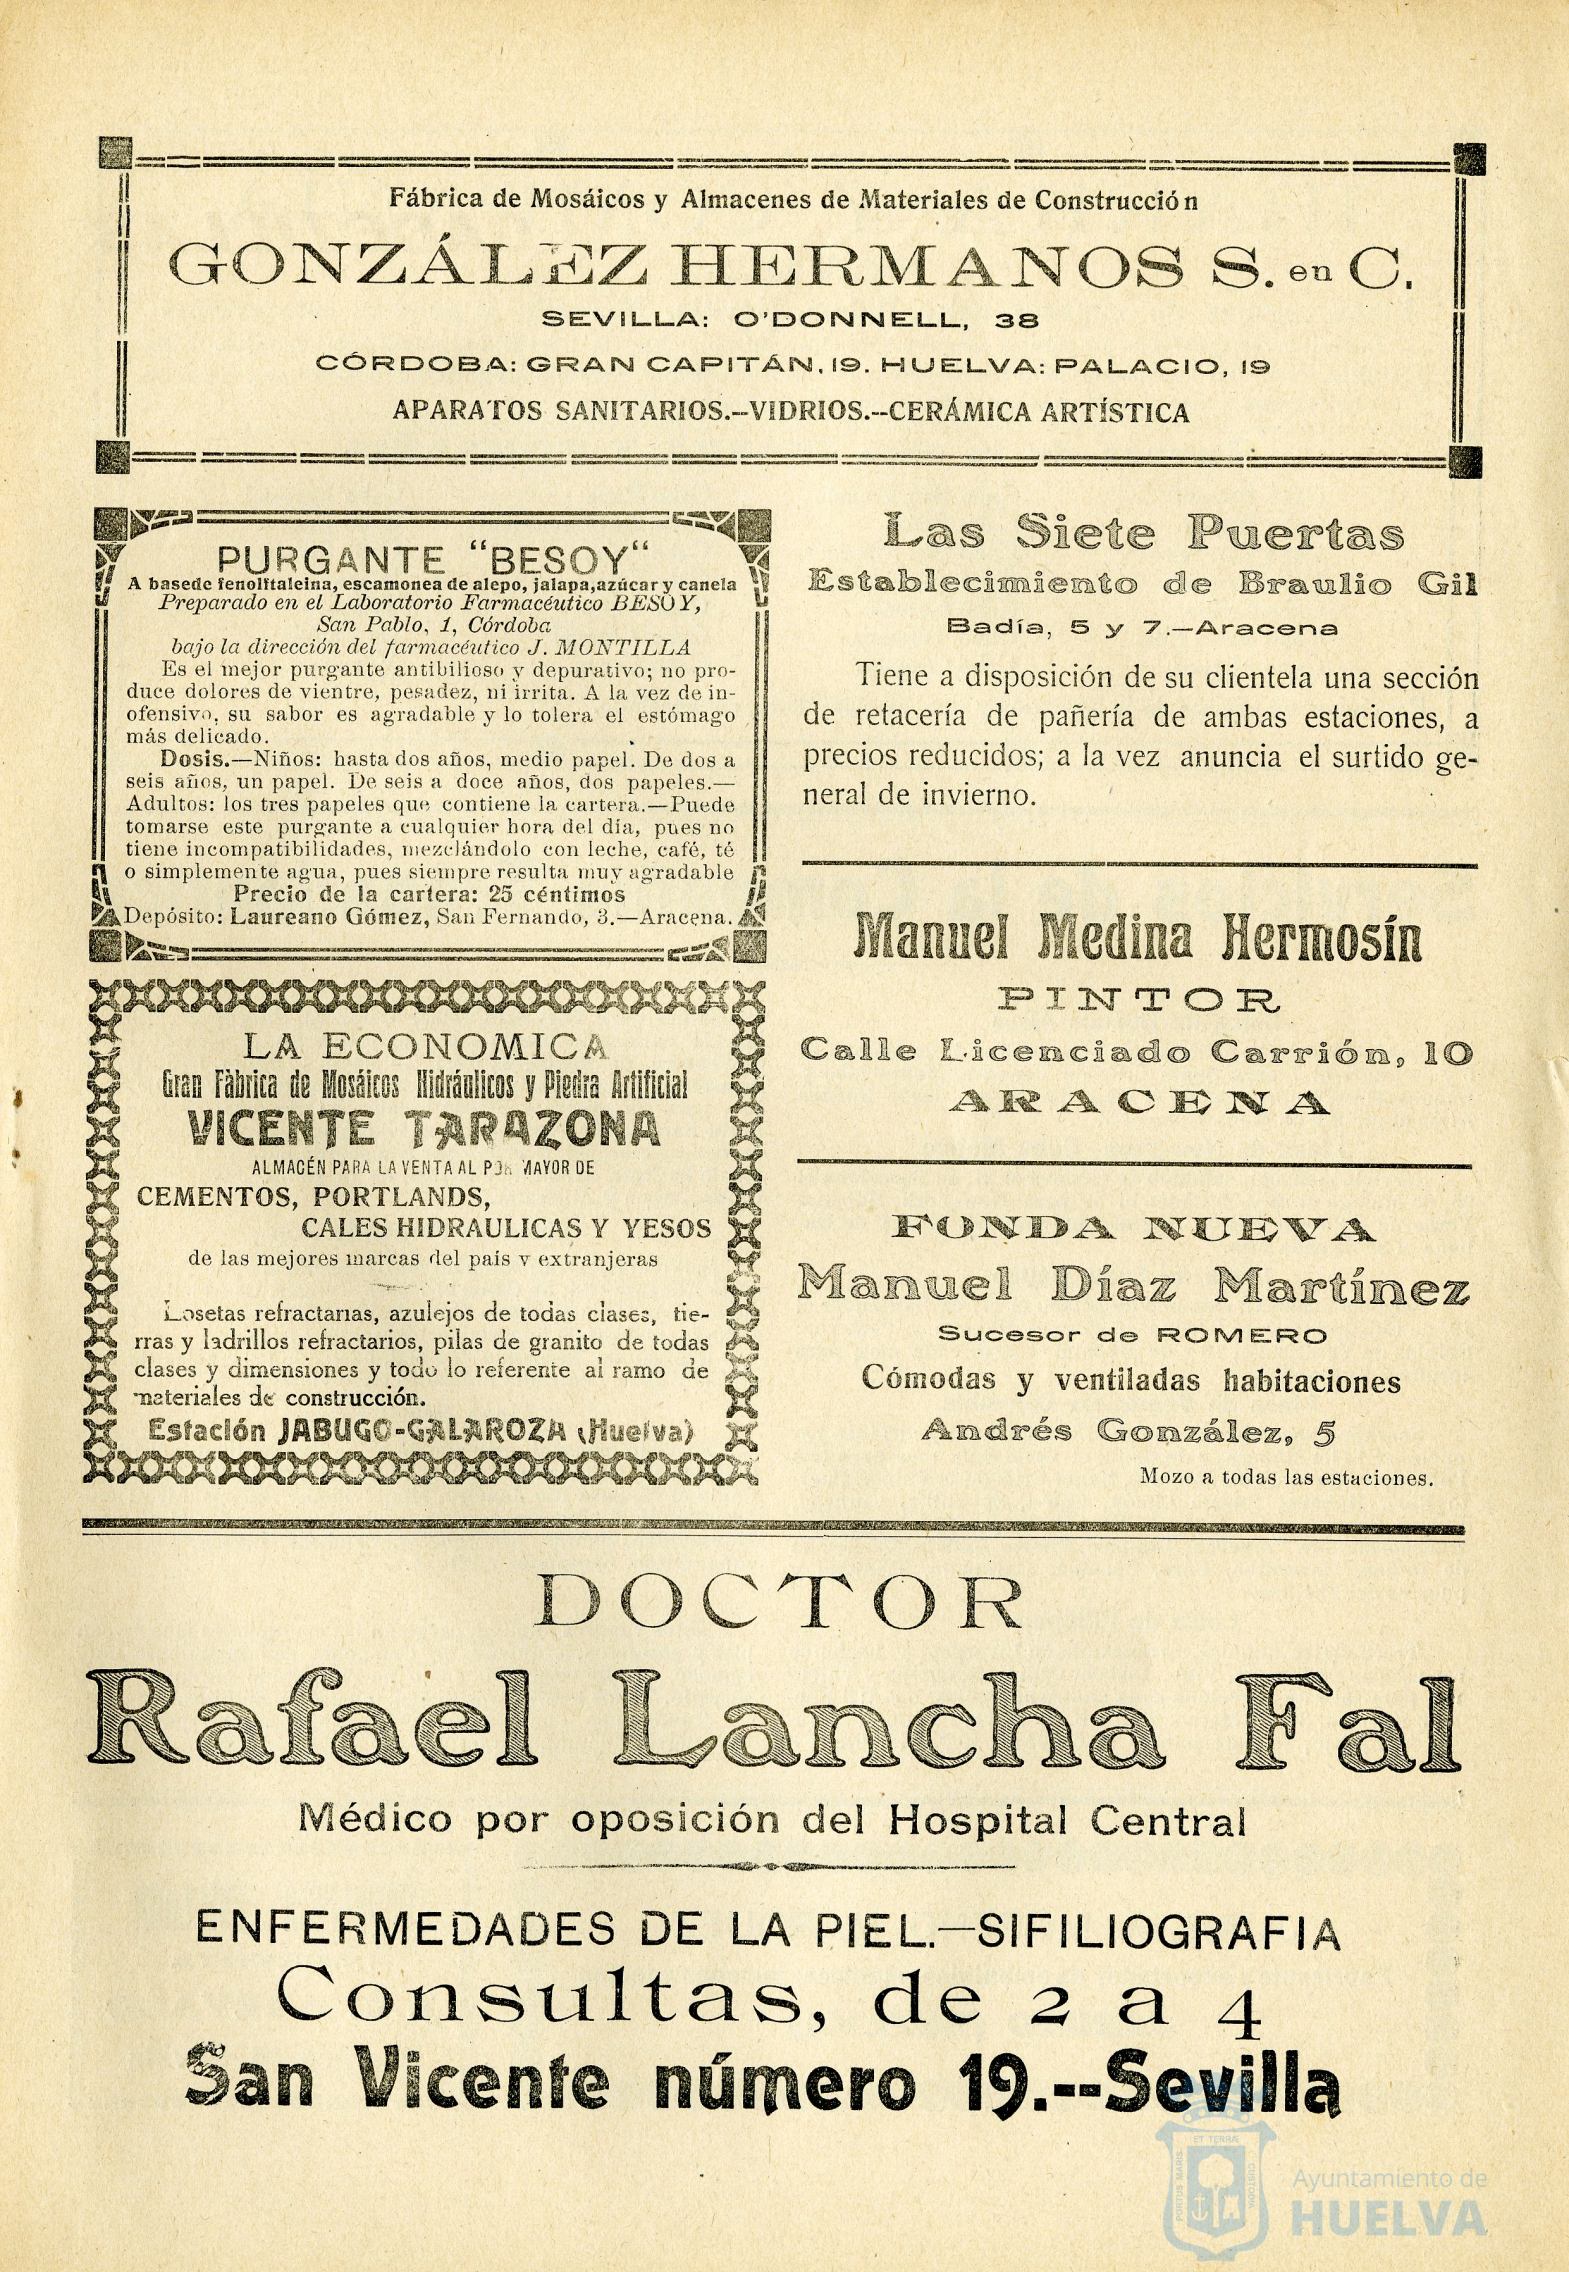 Fábrica de Mosáicos y Almacenes de Materiales de Construcción
GONZÁLEZ HERMANOS S. en C.
SEVILLA: O'DONNELL, 38
CÓRDOBA: GRAN CAPITÁN, 19. HUELVA: PALACIO, 19
APARATOS SANITARIOS.--VIDRIOS.--CERÁMICA ARTÍSTICA
PURGANTE "BESOY"
A basede fenolftaleina, escamonea de alepo, jalapa, azúcar y canela
Preparado en el Laboratorio Farmacéutico BESOY,
San Pablo, 1, Córdoba
bajo la dirección del farmacéutico J. MONTILLA
Es el mejor purgante antibilioso y depurativo; no pro-
duce dolores de vientre, pesadez, ni irrita. A la vez de in-
ofensivo, su sabor es agradable y lo tolera el estómago
más delicado.
Dosis.—Niños: hasta dos años, medio papel. De dos a
seis años, un papel. De seis a doce años, dos papeles.—
Adultos: los tres papeles que contiene la cartera.—Puede
tomarse este purgante a cualquier hora del día, pues no
tiene incompatibilidades, mezclándolo con leche, café, té
o simplemente agua, pues siempre resulta muy agradable
Precio de la cartera: 25 céntimos
Depósito: Laureano Gómez, San Fernando, 3.—Aracena.
LA ECONOMICA
Gran Fàbrica de Mosáicos Hidráulicos y Piedra Artificial
VICENTE TARAZONA
ALMACÉN PARA LA VENTA AL POR MAYOR DE
CEMENTOS, PORTLANDS,
CALES HIDRAULICAS Y YESOS
de las mejores marcas del país y extranjeras
Losetas refractarias, azulejos de todas clases, tie-
rras y ladrillos refractarios, pilas de granito de todas
clases y dimensiones y todo lo referente al ramo de
materiales de construcción.
Estación JABUGO-GALAROZA (Huelva)
Las Siete Puertas
Establecimiento de Braulio Gil
Badía, 5 y 7.—Aracena
Tiene a disposición de su clientela una sección
de retacería de pañería de ambas estaciones, a
precios reducidos; a la vez anuncia el surtido ge-
neral de invierno.
Manuel Medina Hermosín
PINTOR
Calle Licenciado Carrión, 10
ARACENA
FONDA NUEVA
Manuel Díaz Martínez
Sucesor de ROMERO
Cómodas y ventiladas habitaciones
Andrés González, 5
Mozo a todas las estaciones.
DOCTOR
Rafael Lancha Fal
Médico por oposición del Hospital Central
ENFERMEDADES DE LA PIEL.—SIFILIOGRAFIA
Consultas, de 2 a 4
San Vicente número 19.--Sevilla
ET TERRÆ
PORTUS MARIS
CUSTODIA
Ayuntamiento de
HUELVA